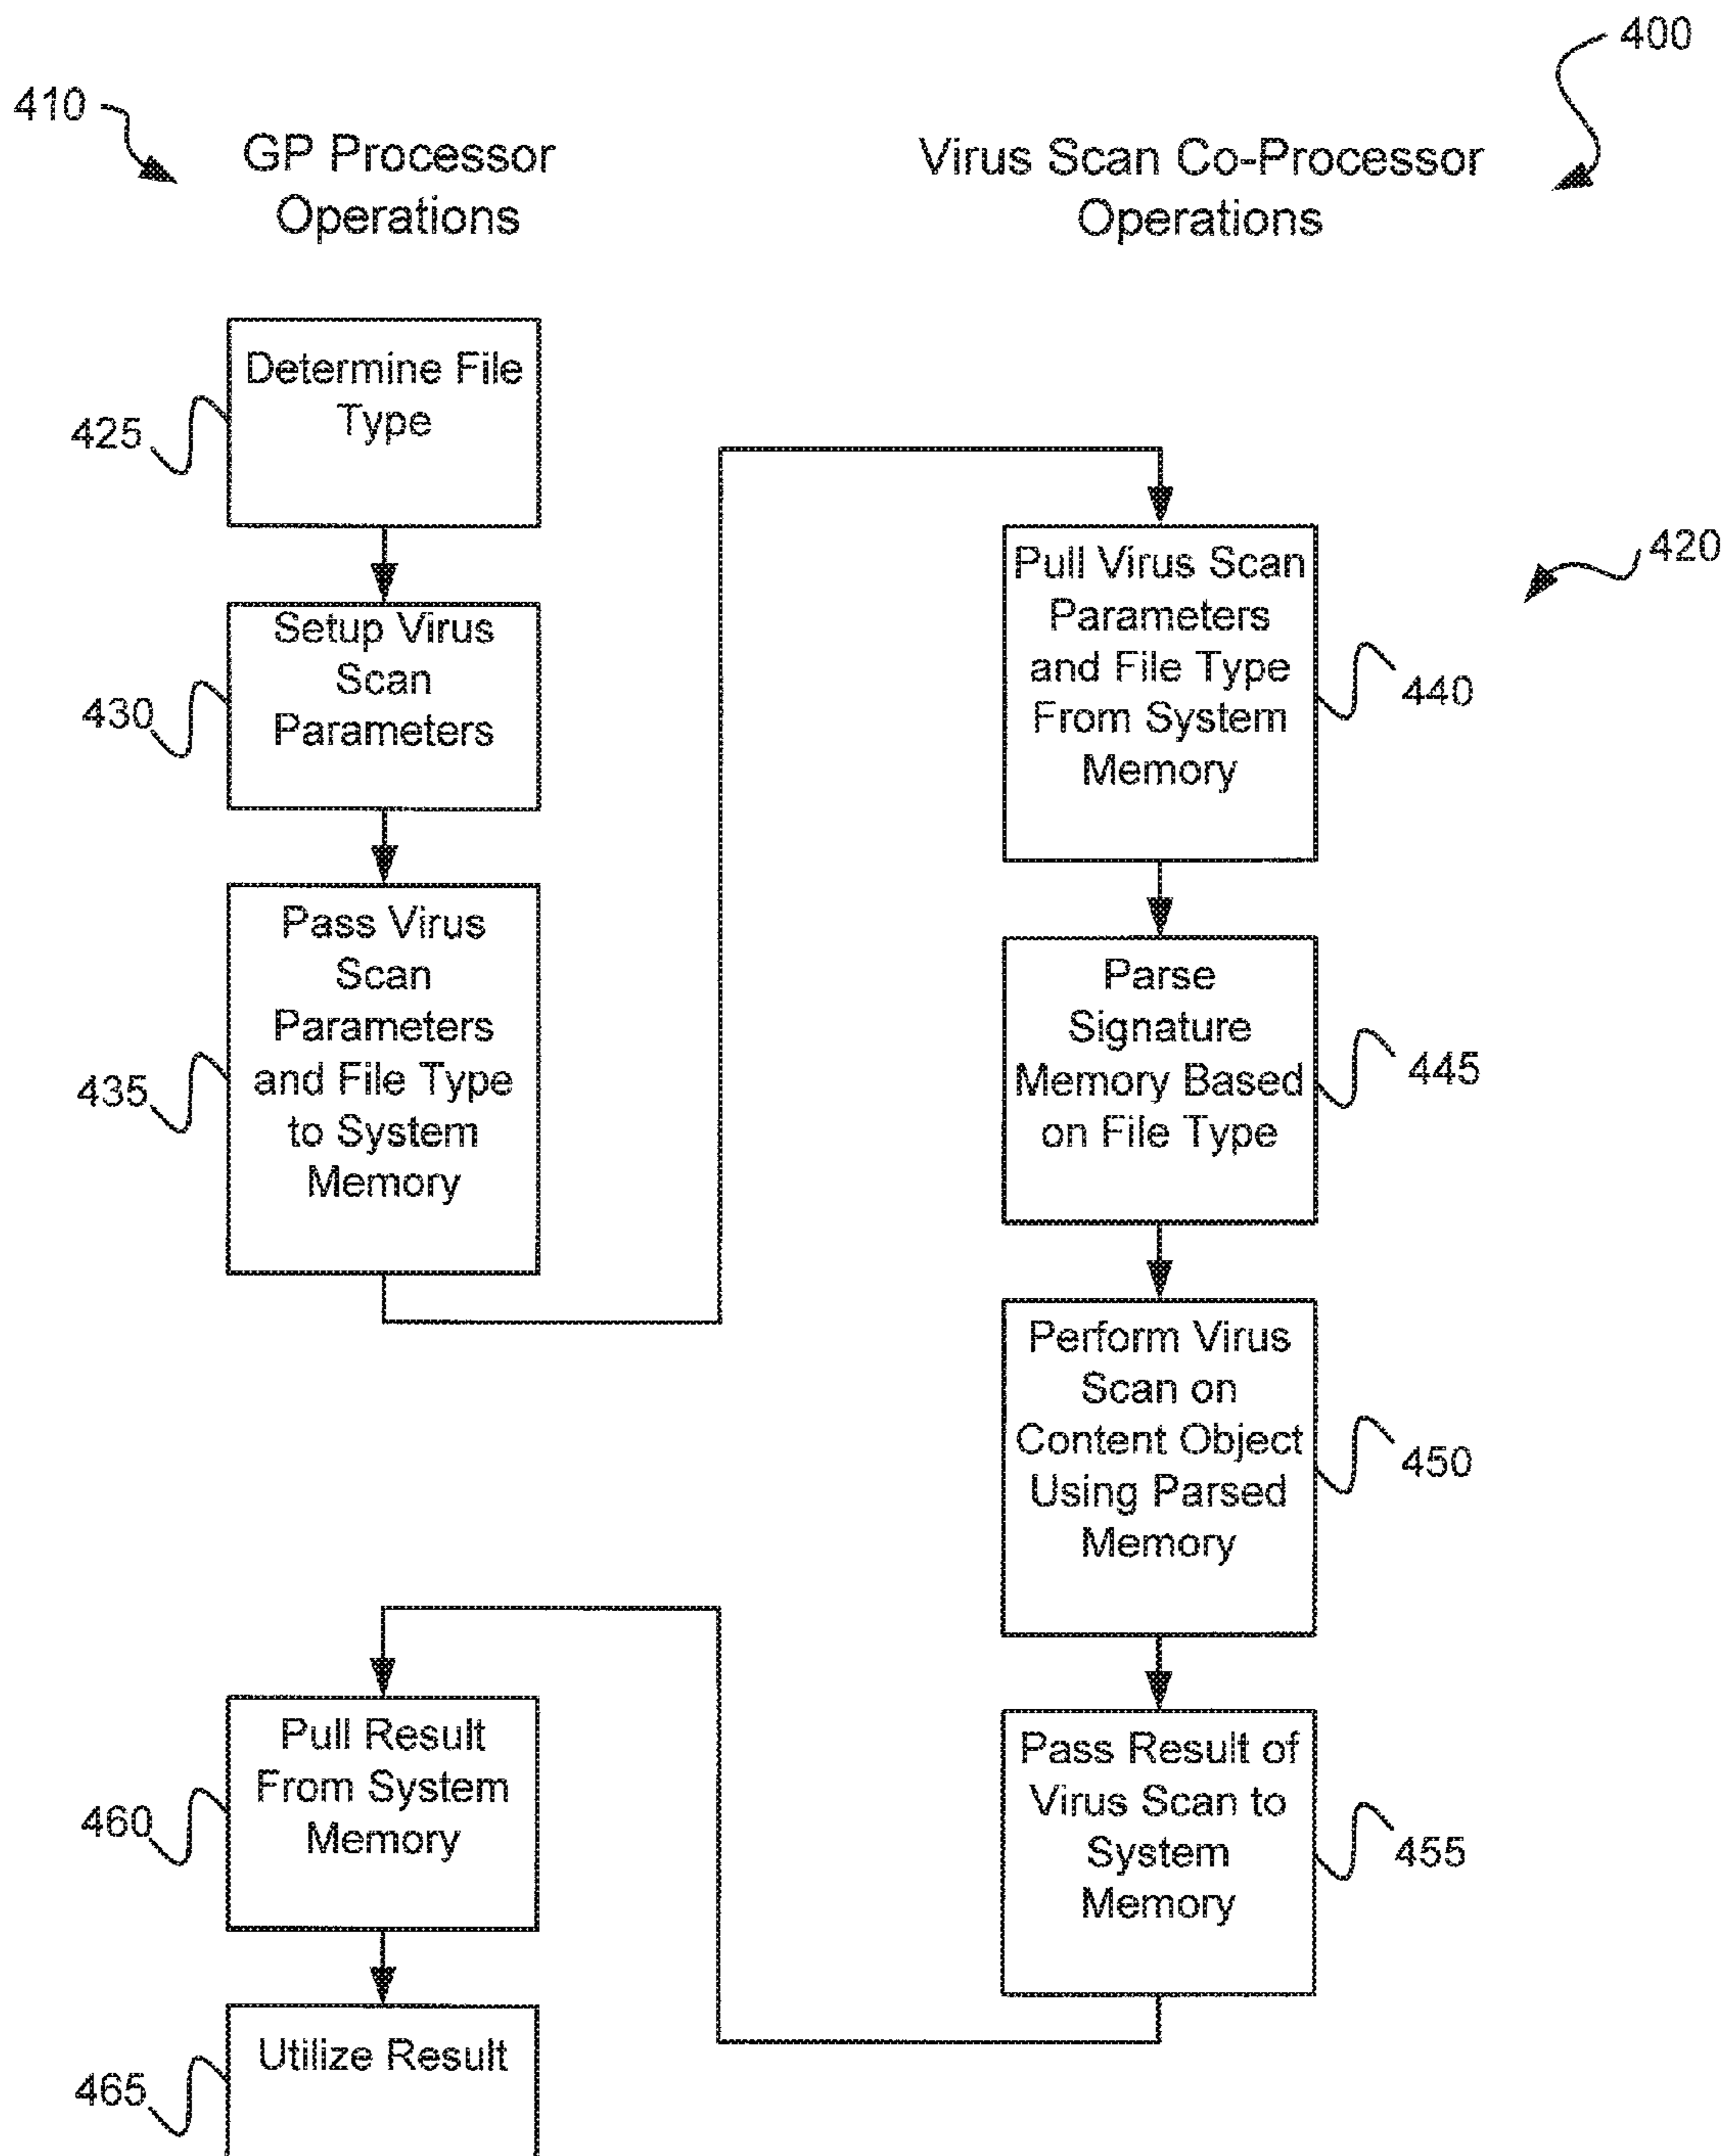 400
410
GP Processor
Operations
Virus Scan Co-Processor
Operations
Determine File
Type
425
Setup Virus
Scan
Parameters
430
Pass Virus
Scan
Parameters
and File Type
to System
Memory
435
420
Pull Virus Scan
Parameters
and File Type
From System
Memory
440
Parse
Signature
Memory Based
on File Type
445
Perform Virus
Scan on
Content Object
Using Parsed
Memory
450
Pass Result of
Virus Scan to
System
Memory
455
Pull Result
From System
Memory
460
Utilize Result
465